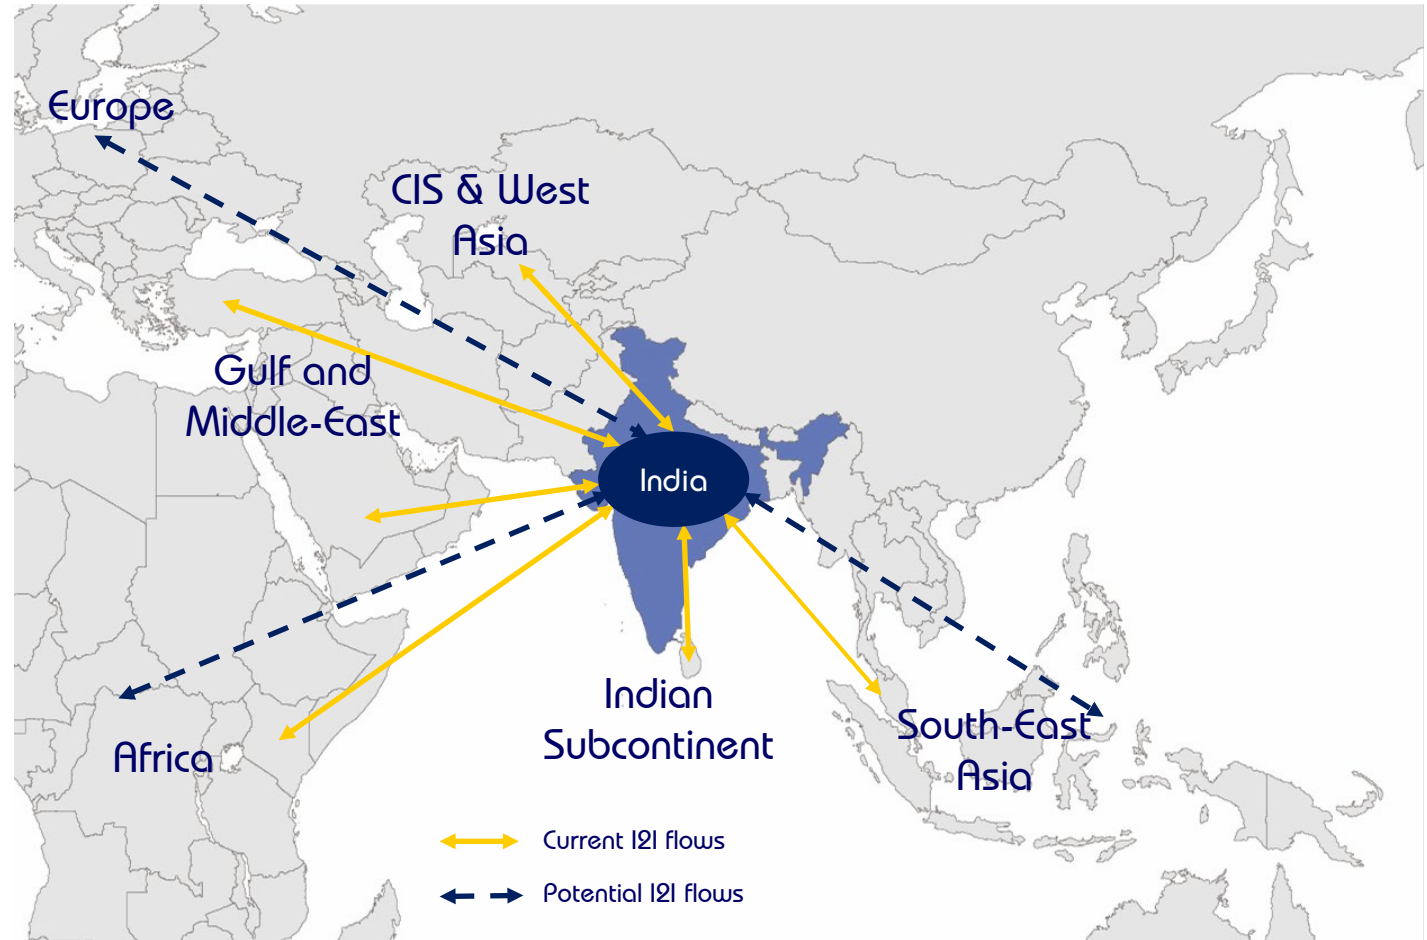 Europe
CIS & West
Asia
Gulf and
Middle-East
India
Indian
Subcontinent
South-East
Asia
Africa
Current I2I flows
Potential I2I flows